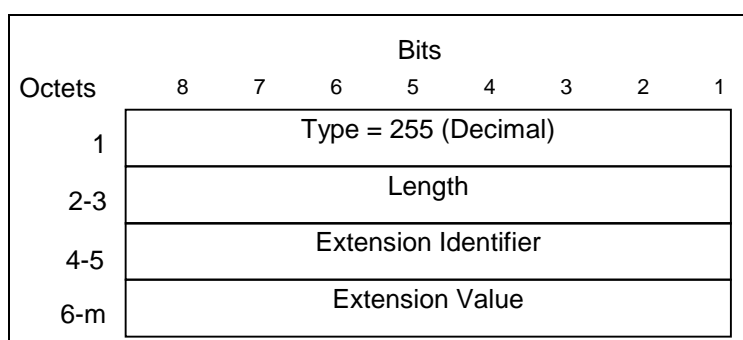 Bits
Octets 8 7 6 5 4 3 2 1
1 Type = 255 (Decimal)
2-3 Length
4-5 Extension Identifier
6-m Extension Value